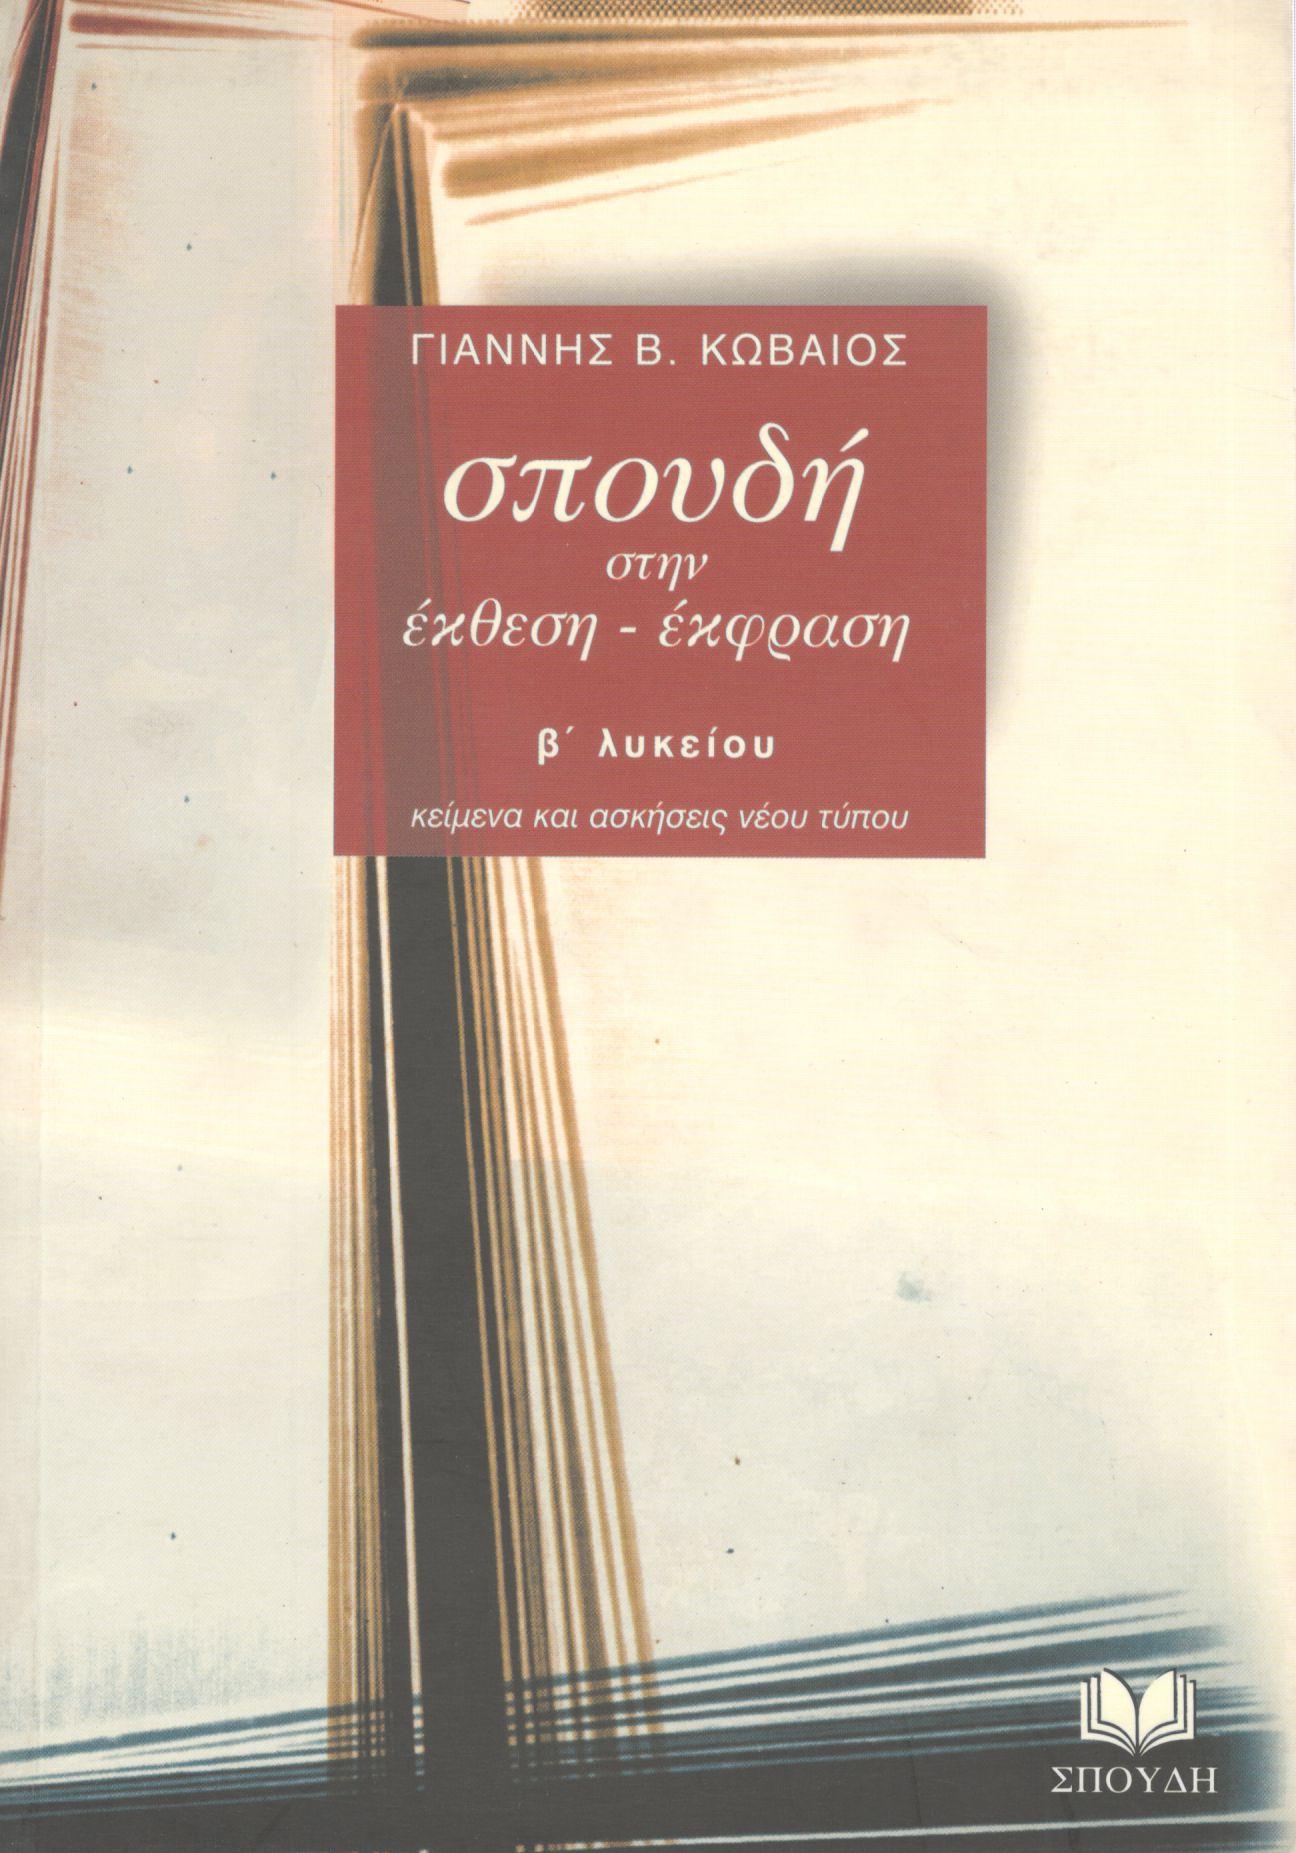 ΓΙΑΝΝΗΣ Β. ΚΩΒΑΙΟΣ
σπουδή
στην
έκθεση - έκφραση
β΄ λυκείου
κείμενα και ασκήσεις νέου τύπου
ΣΠΟΥΔΗ